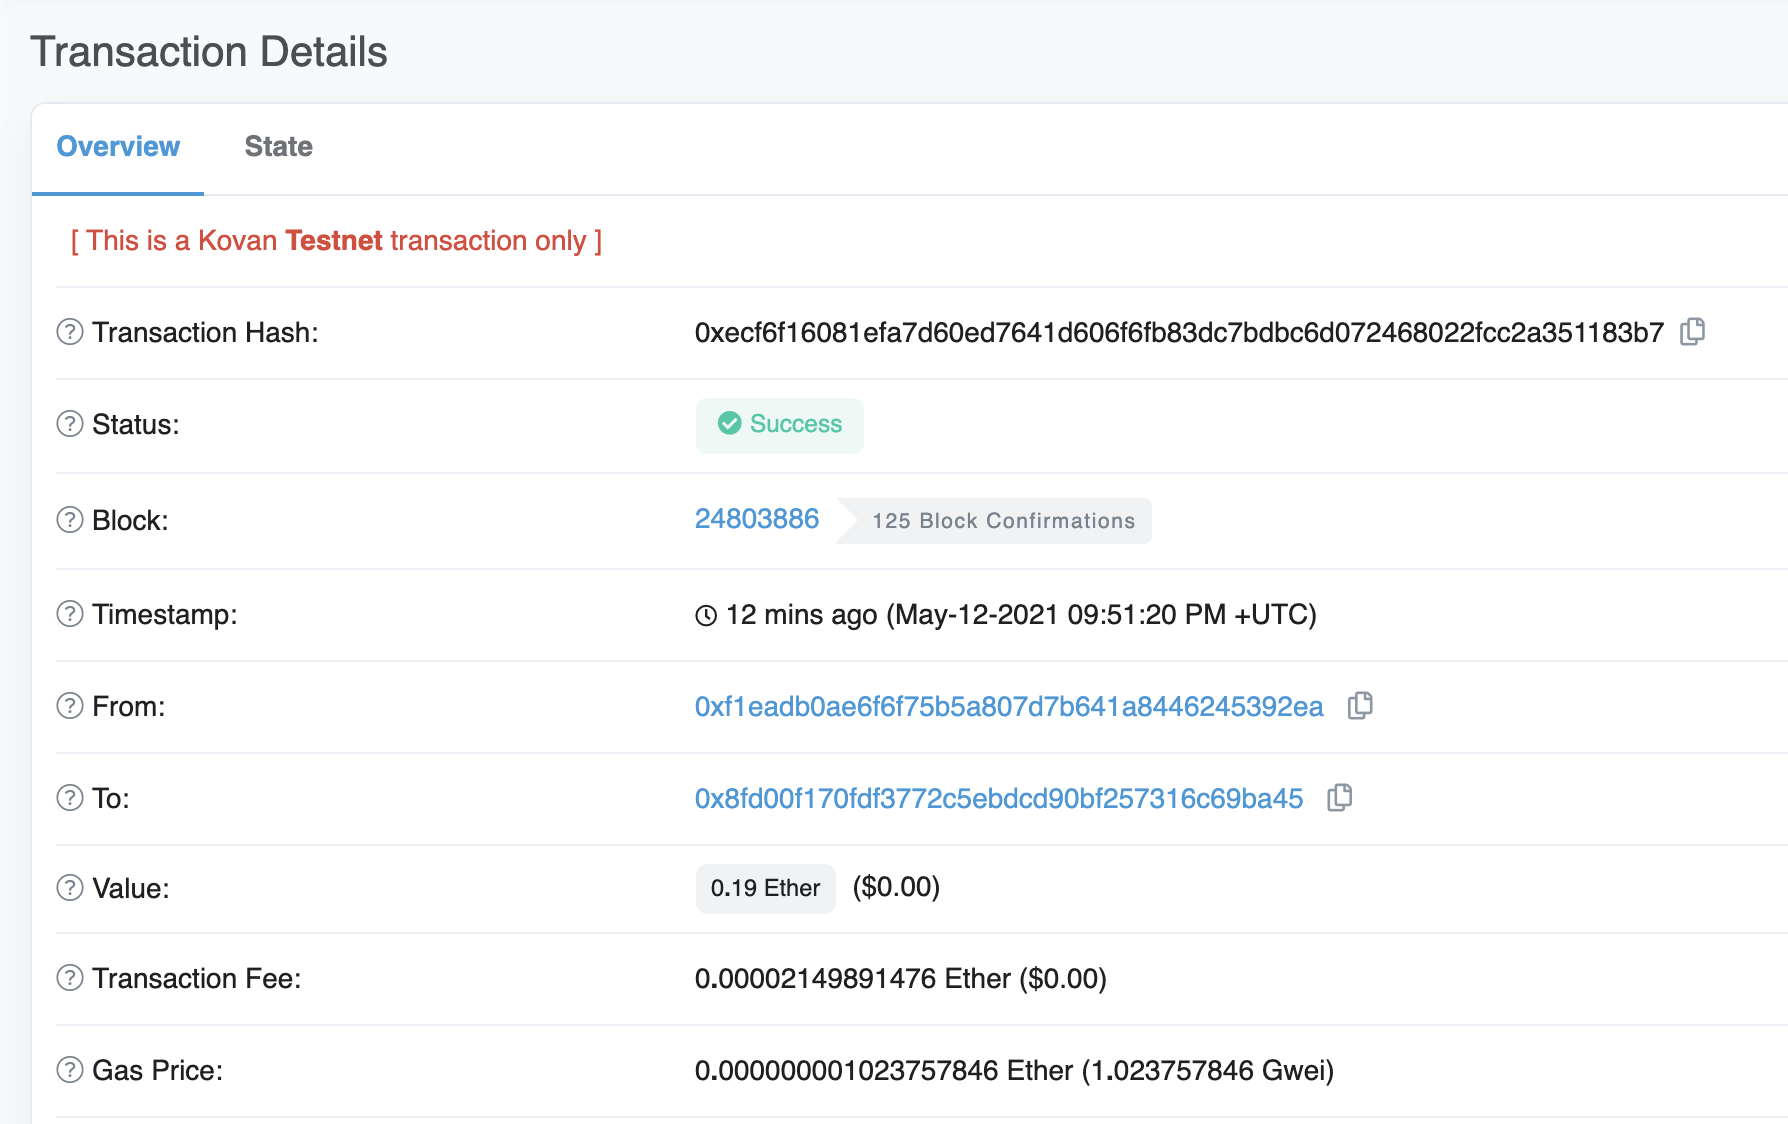 Transaction Details
Overview State
[ This is a Kovan Testnet transaction only ]
Transaction Hash: 0xecf6f16081efa7d60ed7641d606f6fb83dc7bdbc6d072468022fcc2a351183b7
Status: Success
Block: 24803886 125 Block Confirmations
Timestamp: 12 mins ago (May-12-2021 09:51:20 PM +UTC)
From: 0xf1eadb0ae6f6f75b5a807d7b641a8446245392ea
To: 0x8fd00f170fdf3772c5ebdcd90bf257316c69ba45
Value: 0.19 Ether ($0.00)
Transaction Fee: 0.00002149891476 Ether ($0.00)
Gas Price: 0.000000001023757846 Ether (1.023757846 Gwei)